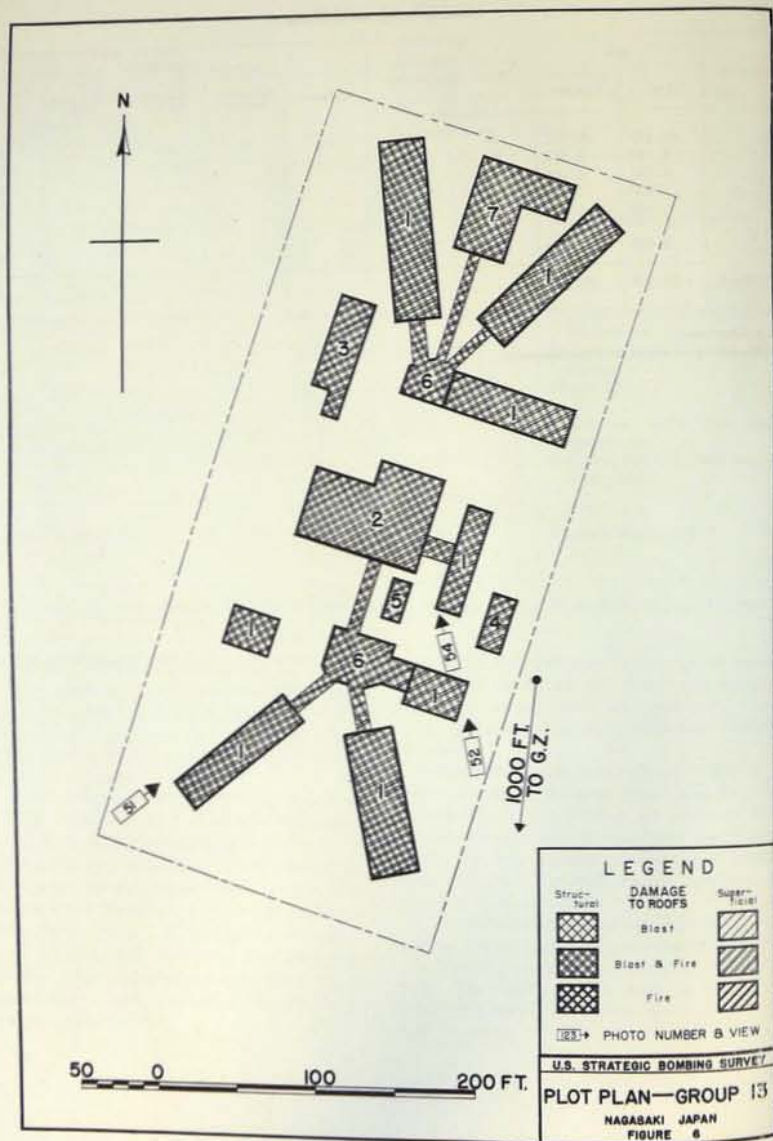 N
1
7
1
3
6
1
2
1
5
4
1
54
6
1
52
1
51
1
1000 FT.
TO G.Z.
LEGEND
Struc-
tural
DAMAGE
TO ROOFS
Super-
ficial
Blast
Blast & Fire
Fire
123 PHOTO NUMBER & VIEW
U.S. STRATEGIC BOMBING SURVEY
PLOT PLAN—GROUP 13
NAGASAKI JAPAN
FIGURE 6
50 0 100 200 FT.